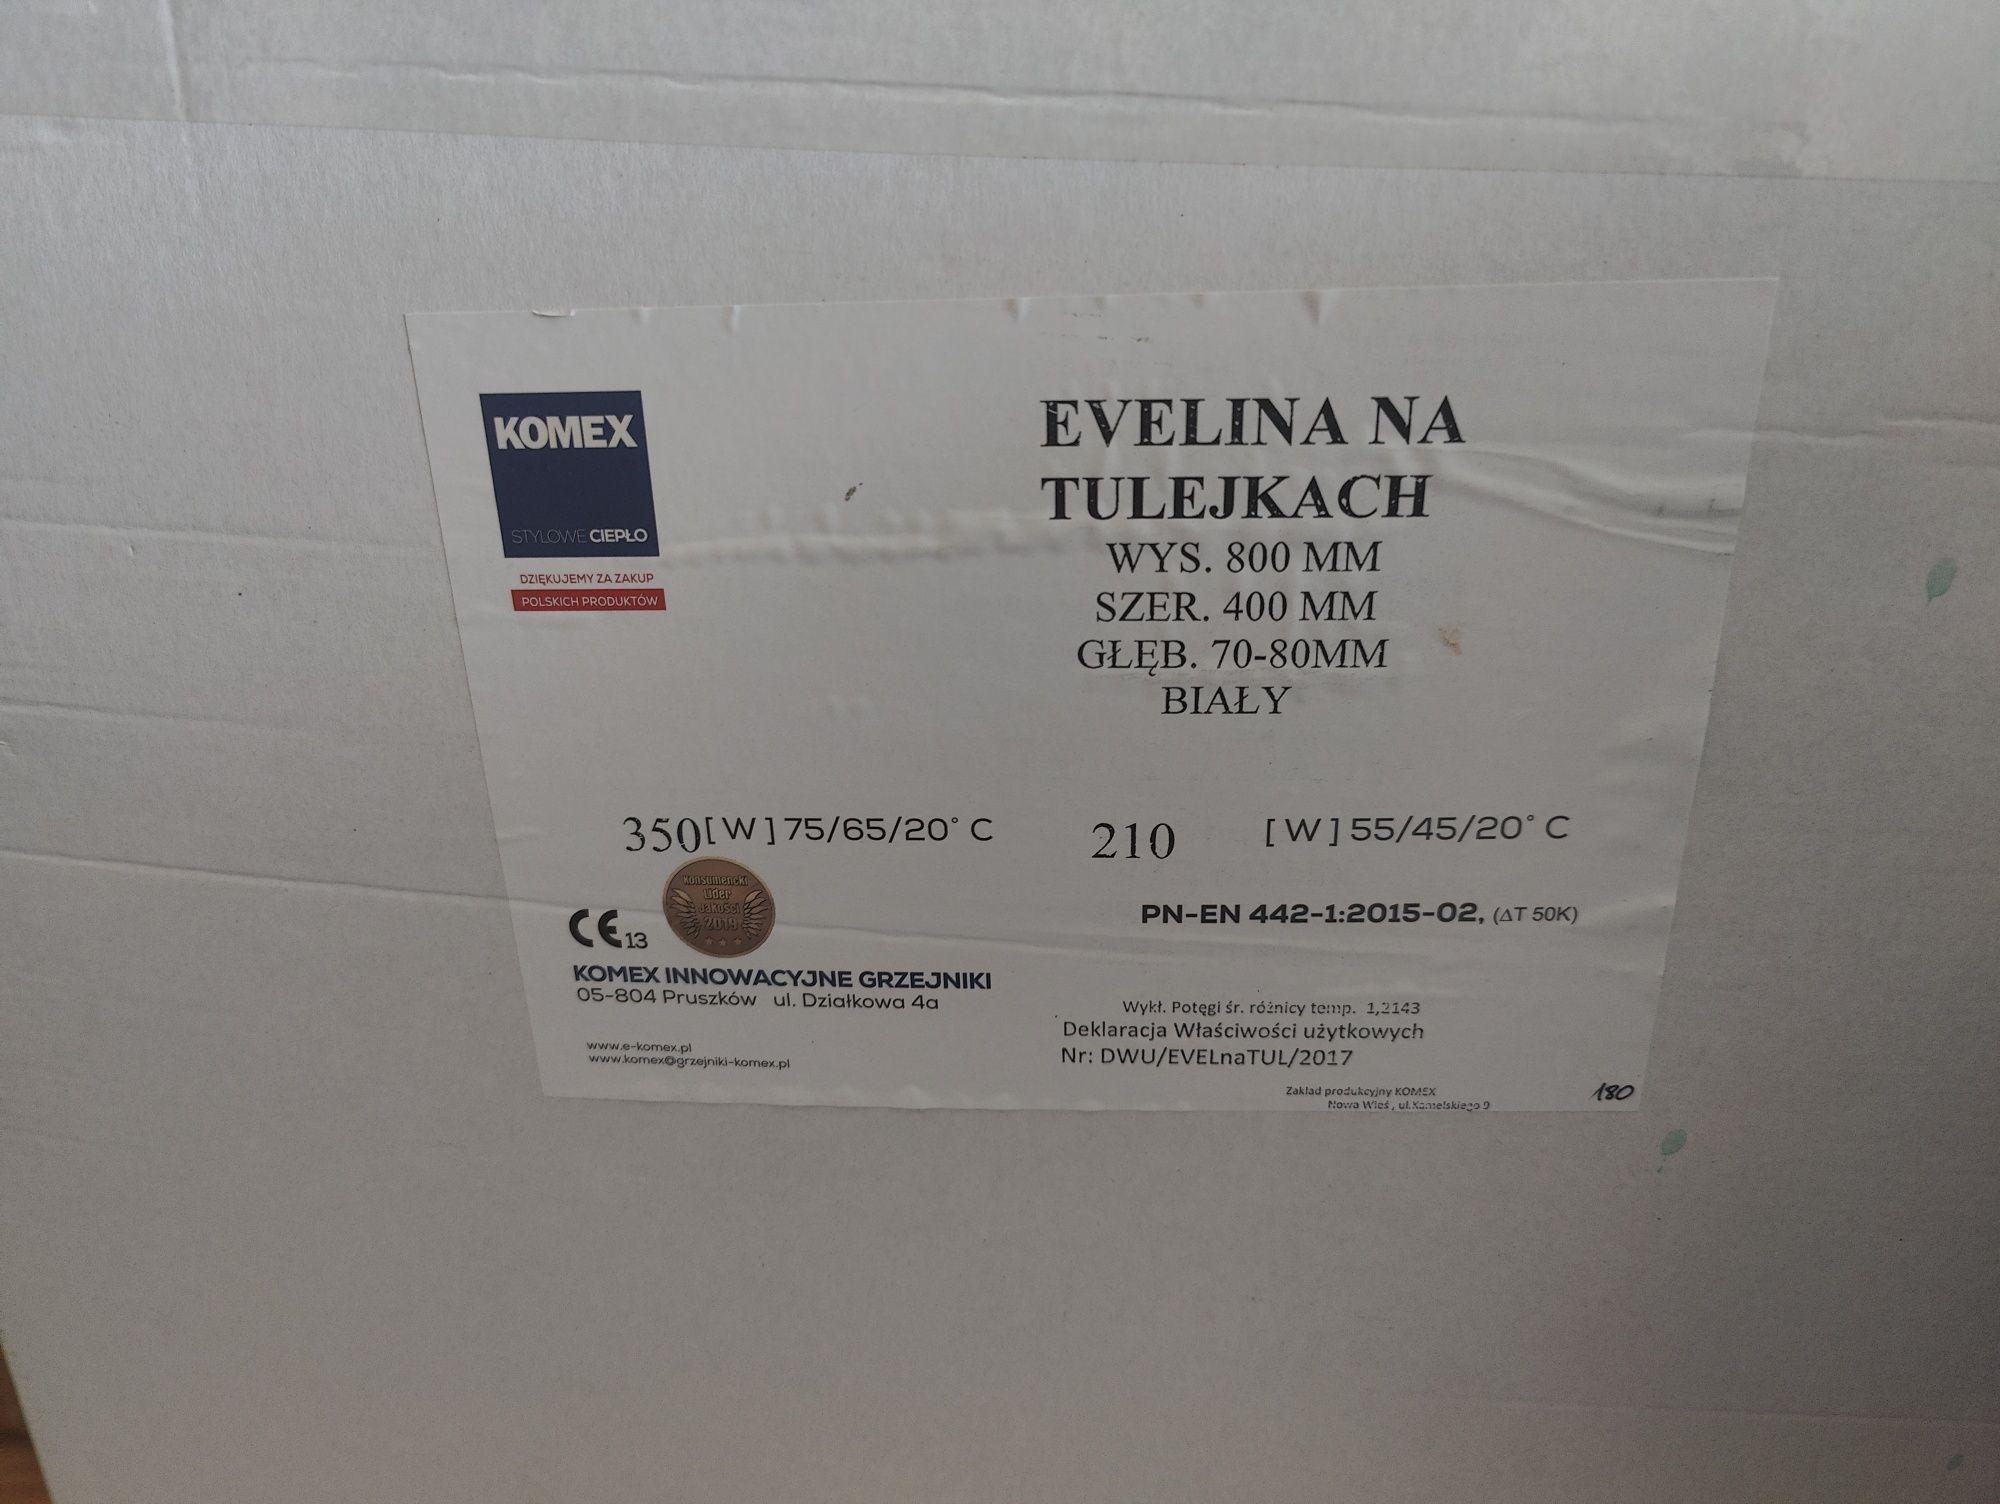 KOMEX
STYLOWE CIEPŁO
DZIĘKUJEMY ZA ZAKUP
POLSKICH PRODUKTÓW
EVELINA NA
TULEJKACH
WYS. 800 MM
SZER. 400 MM
GŁĘB. 70-80MM
BIAŁY
350[W]75/65/20° C
210 [W]55/45/20° C
PN-EN 442-1:2015-02, (ΔT 50K)
CE13
Konsumencki
Lider
Jakości
2019
KOMEX INNOWACYJNE GRZEJNIKI
05-804 Pruszków ul. Działkowa 4a
www.e-komex.pl
www.komex@grzejniki-komex.pl
Wykł. Potęgi śr. różnicy temp. 1,2143
Deklaracja Właściwości użytkowych
Nr: DWU/EVELnaTUL/2017
Zakład produkcyjny KOMEX
Nowa Wieś, ul. Kamelskiego 9
180